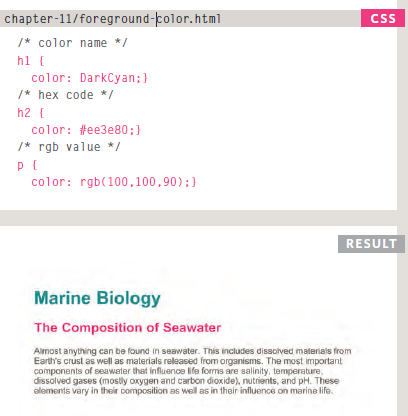 chapter-11/foreground-color.html
CSS
/* color name */
h1 {
color: DarkCyan;}
/* hex code */
h2 {
color: #ee3e80;}
/* rgb value */
p {
color: rgb(100,100,90);}
RESULT
Marine Biology
The Composition of Seawater
Almost anything can be found in seawater. This includes dissolved materials from
Earth's crust as well as materials released from organisms. The most important
components of seawater that influence life forms are salinity, temperature,
dissolved gases (mostly oxygen and carbon dioxide), nutrients, and pH. These
elements vary in their composition as well as in their influence on marine life.